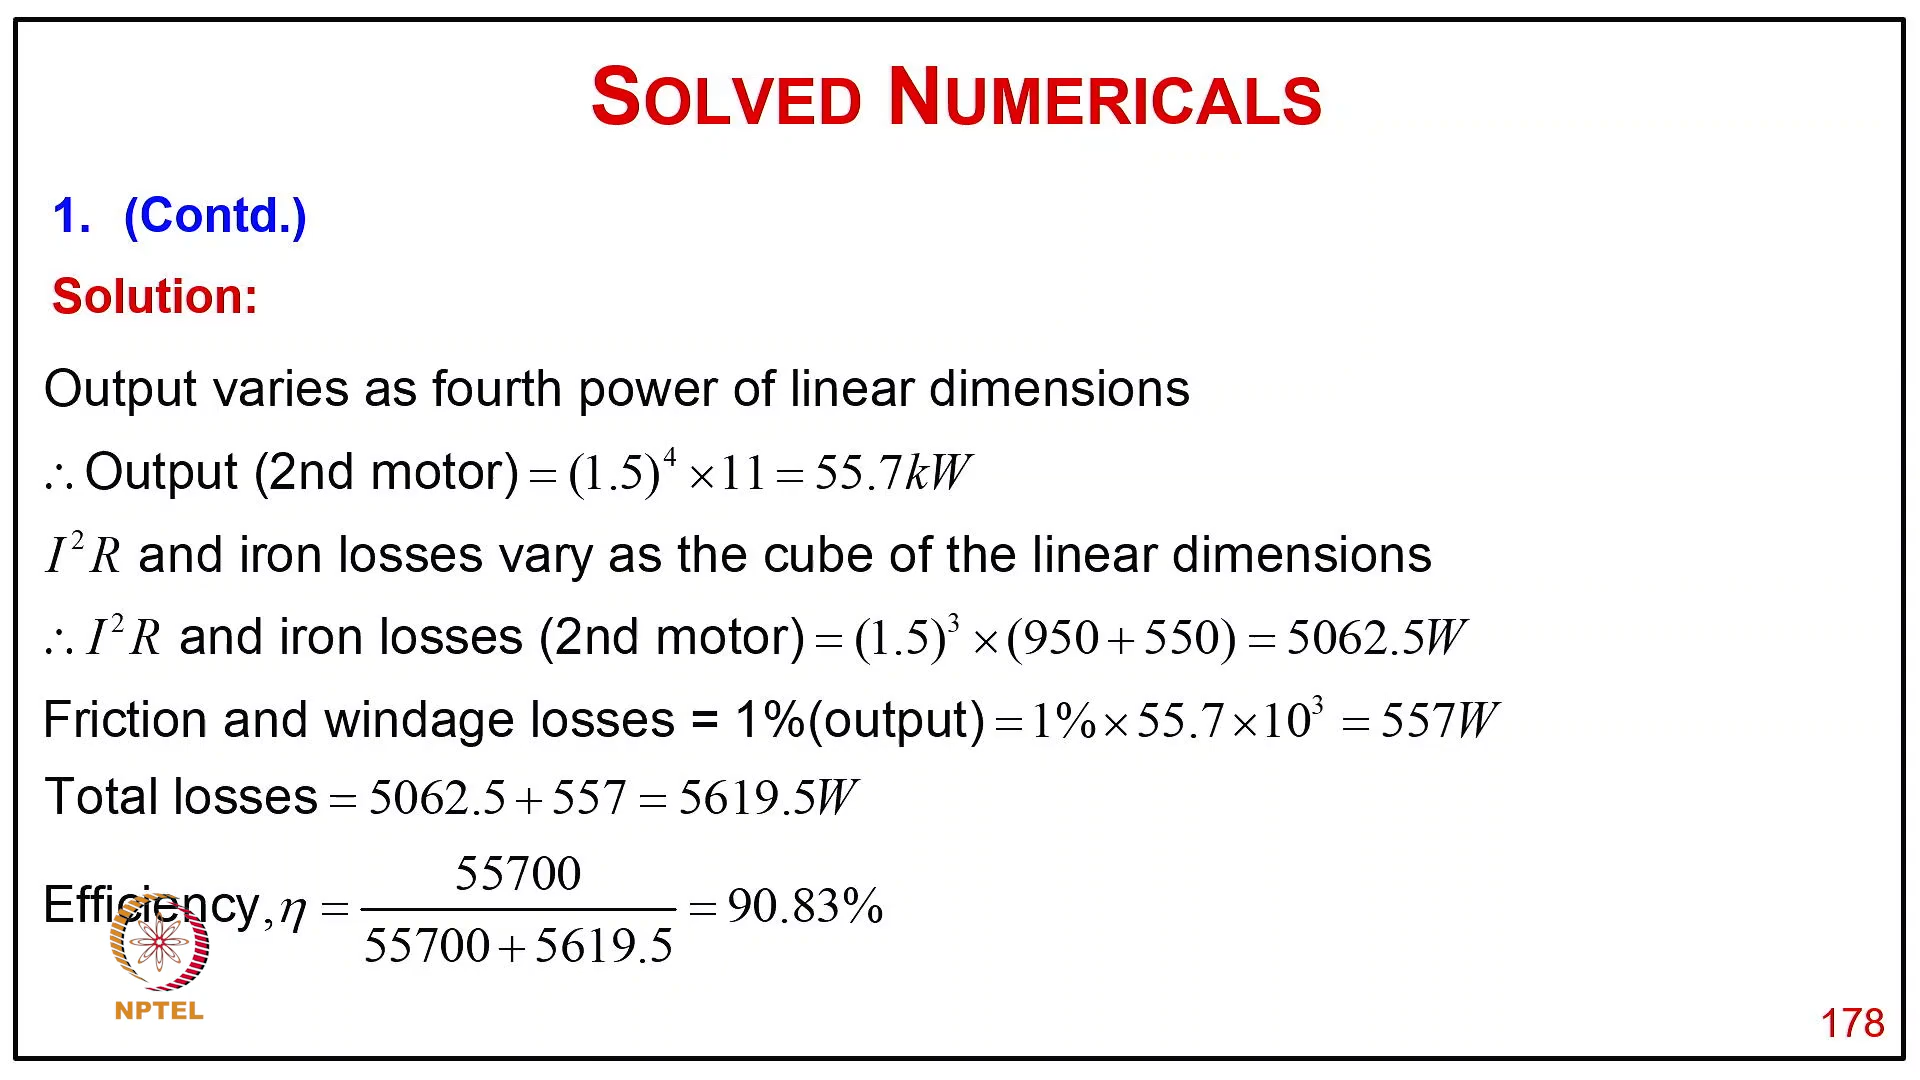 SOLVED NUMERICALS
1. (Contd.)
Solution:
Output varies as fourth power of linear dimensions
∴ Output (2nd motor) = (1.5)⁴ × 11 = 55.7kW
I²R and iron losses vary as the cube of the linear dimensions
∴ I²R and iron losses (2nd motor) = (1.5)³ × (950 + 550) = 5062.5W
Friction and windage losses = 1%(output) = 1% × 55.7 × 10³ = 557W
Total losses = 5062.5 + 557 = 5619.5W
Efficiency, η = 55700 / (55700 + 5619.5) = 90.83%
NPTEL
178